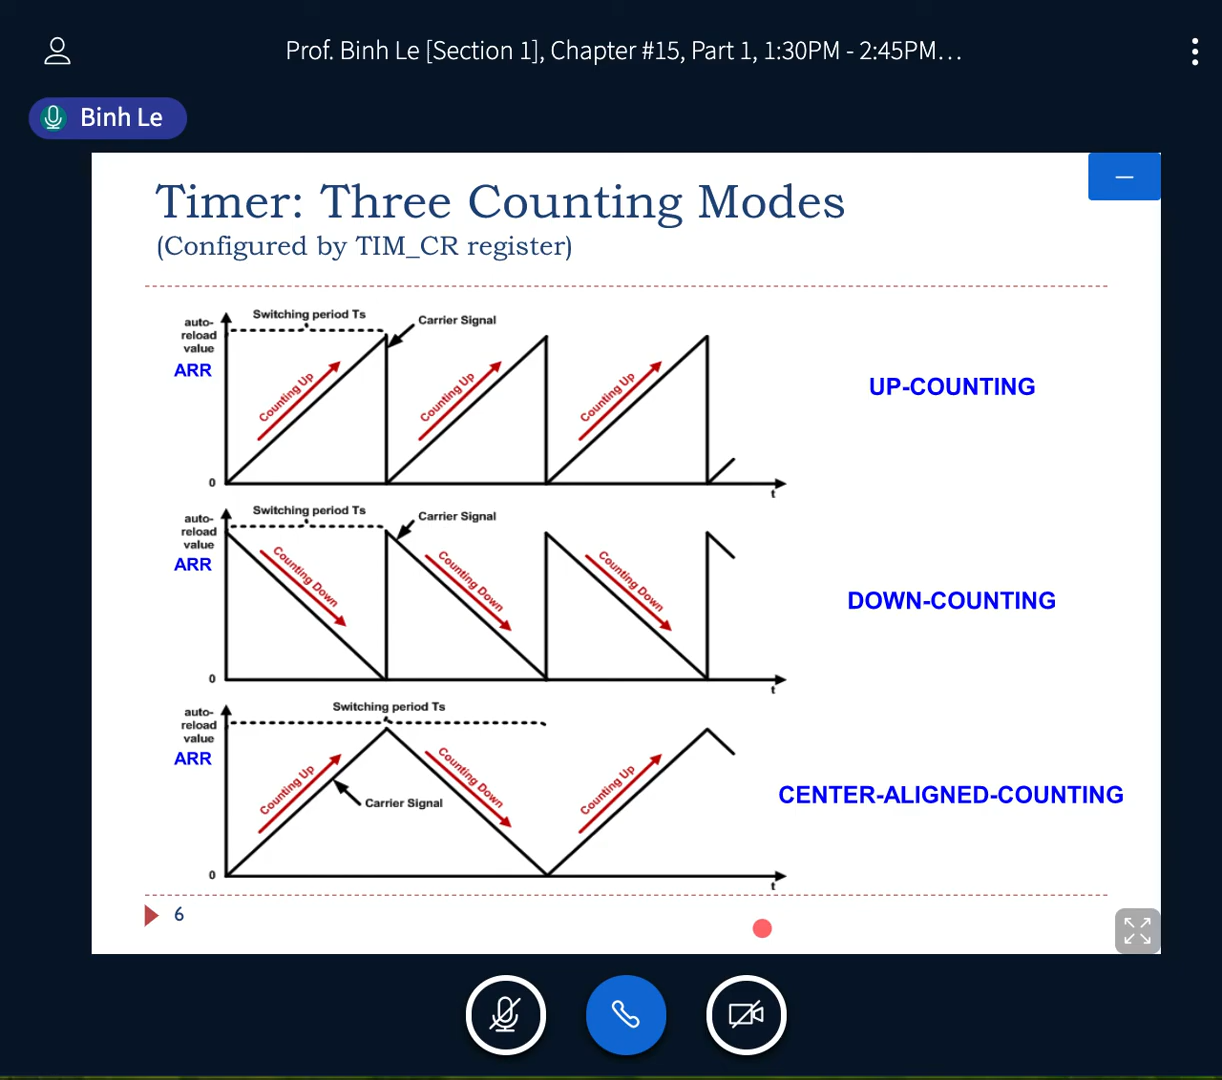 Prof. Binh Le [Section 1], Chapter #15, Part 1, 1:30PM - 2:45PM…
Binh Le
Timer: Three Counting Modes
(Configured by TIM_CR register)
Switching period Ts
Carrier Signal
auto-
reload
value
ARR
Counting Up
Counting Up
Counting Up
UP-COUNTING
0
t
Switching period Ts
Carrier Signal
auto-
reload
value
ARR
Counting Down
Counting Down
Counting Down
DOWN-COUNTING
0
t
Switching period Ts
auto-
reload
value
ARR
Counting Up
Counting Down
Counting Up
Carrier Signal
CENTER-ALIGNED-COUNTING
0
t
6